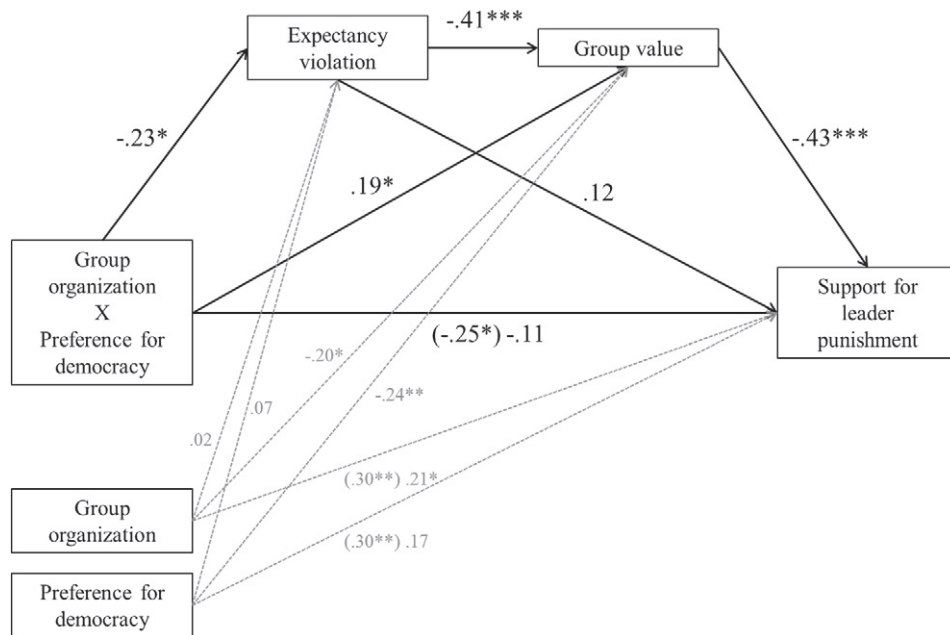 -.41***
Expectancy
violation
Group value
-.23*
-.43***
.19*
.12
Group
organization
X
Preference for
democracy
Support for
leader
punishment
(-.25*) -.11
-.20*
-.24**
.07
.02
(.30**) .21*
Group
organization
(.30**) .17
Preference for
democracy